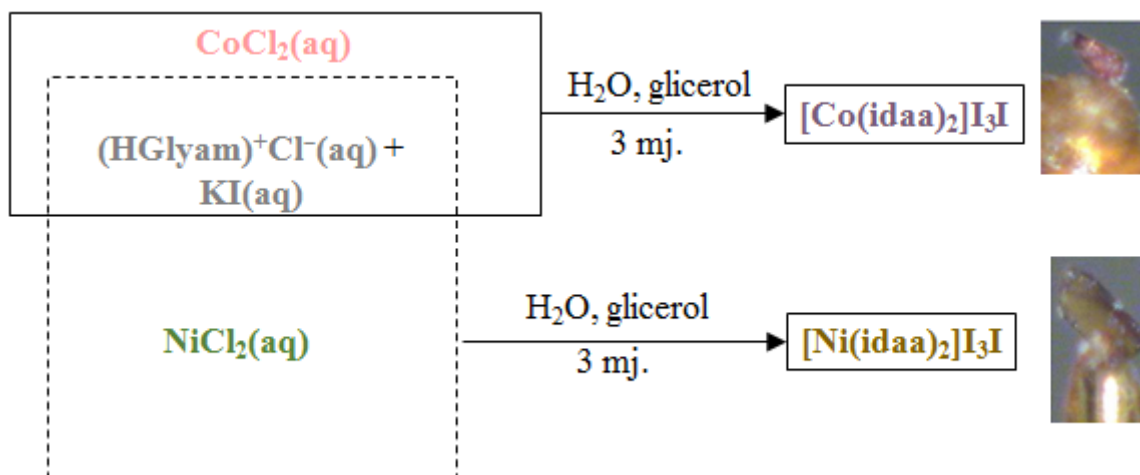 CoCl₂(aq)
(HGlyam)⁺Cl⁻(aq) +
KI(aq)
H₂O, glicerol
3 mj.
[Co(idaa)₂]I₃I
NiCl₂(aq)
H₂O, glicerol
3 mj.
[Ni(idaa)₂]I₃I